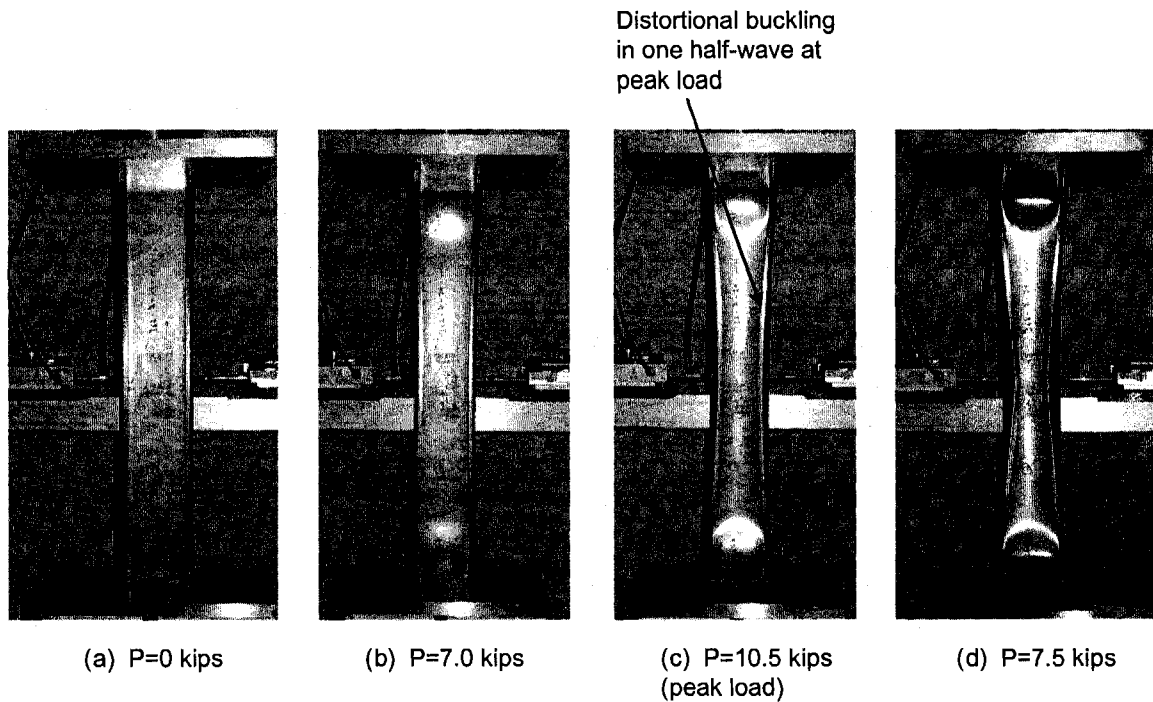 Distortional buckling
in one half-wave at
peak load
(a) P=0 kips
(b) P=7.0 kips
(c) P=10.5 kips
(peak load)
(d) P=7.5 kips